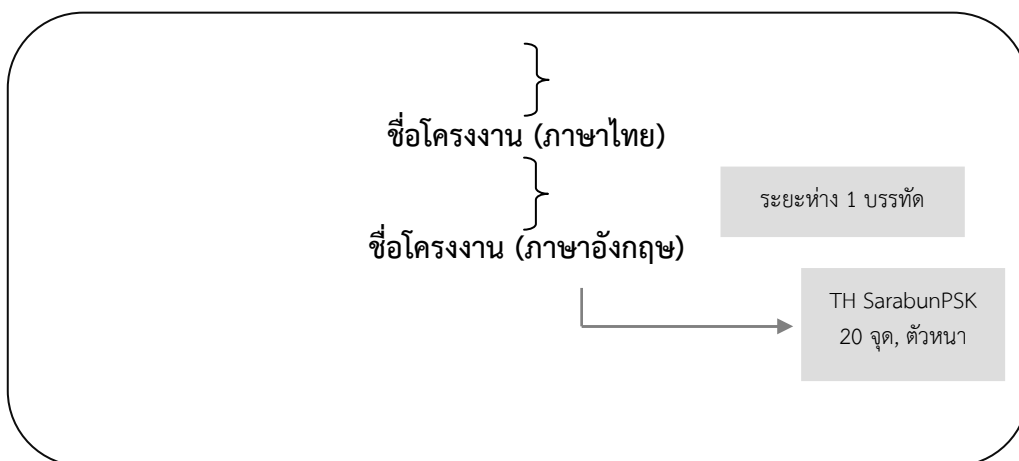 ชื่อโครงงาน (ภาษาไทย)
ระยะห่าง 1 บรรทัด
ชื่อโครงงาน (ภาษาอังกฤษ)
TH SarabunPSK
20 จุด, ตัวหนา